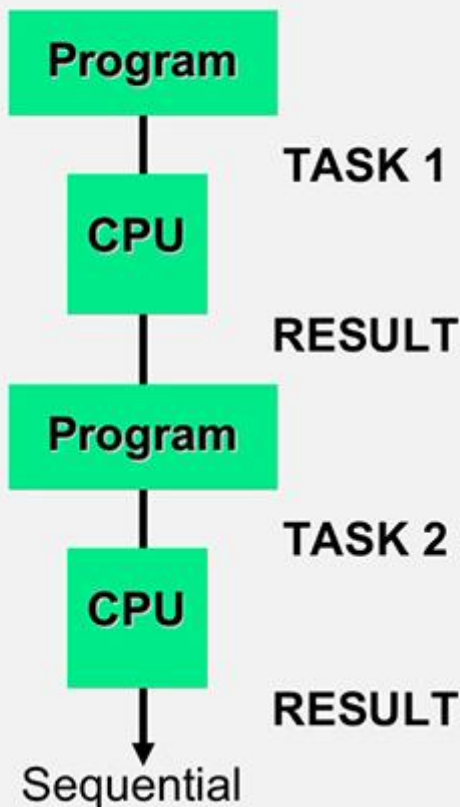 Program
TASK 1
CPU
RESULT
Program
TASK 2
CPU
RESULT
Sequential